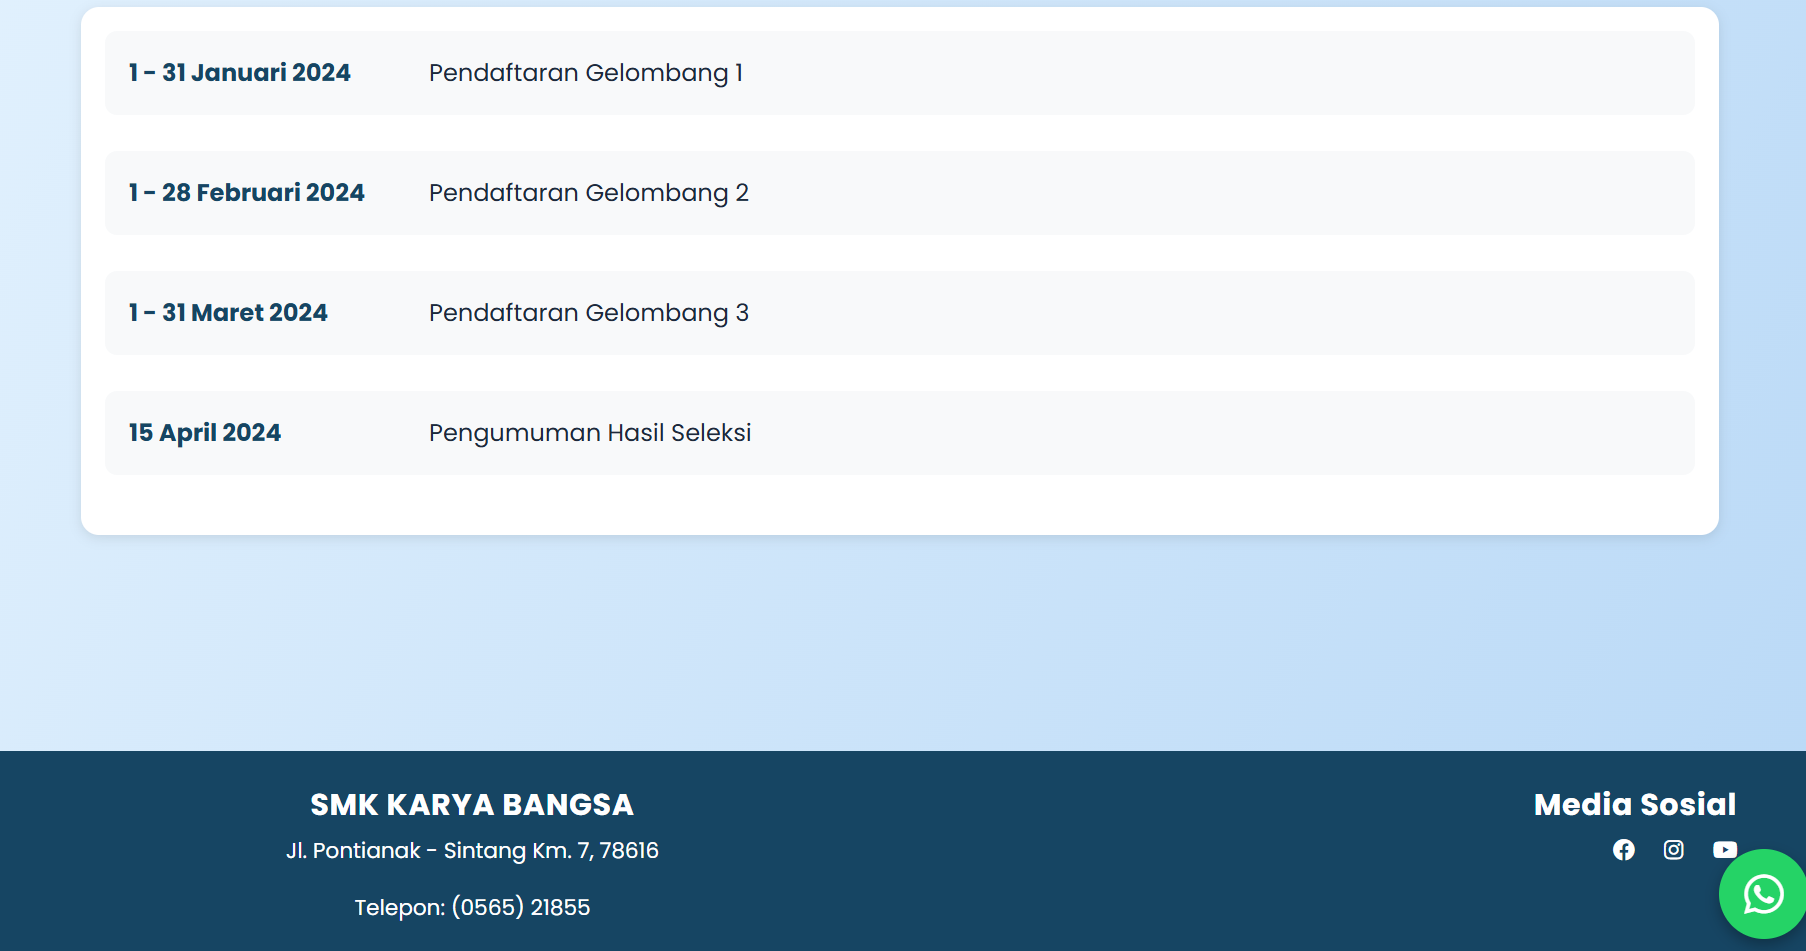 1 - 31 Januari 2024 Pendaftaran Gelombang 1
1 - 28 Februari 2024 Pendaftaran Gelombang 2
1 - 31 Maret 2024 Pendaftaran Gelombang 3
15 April 2024 Pengumuman Hasil Seleksi
SMK KARYA BANGSA
Jl. Pontianak - Sintang Km. 7, 78616
Telepon: (0565) 21855
Media Sosial